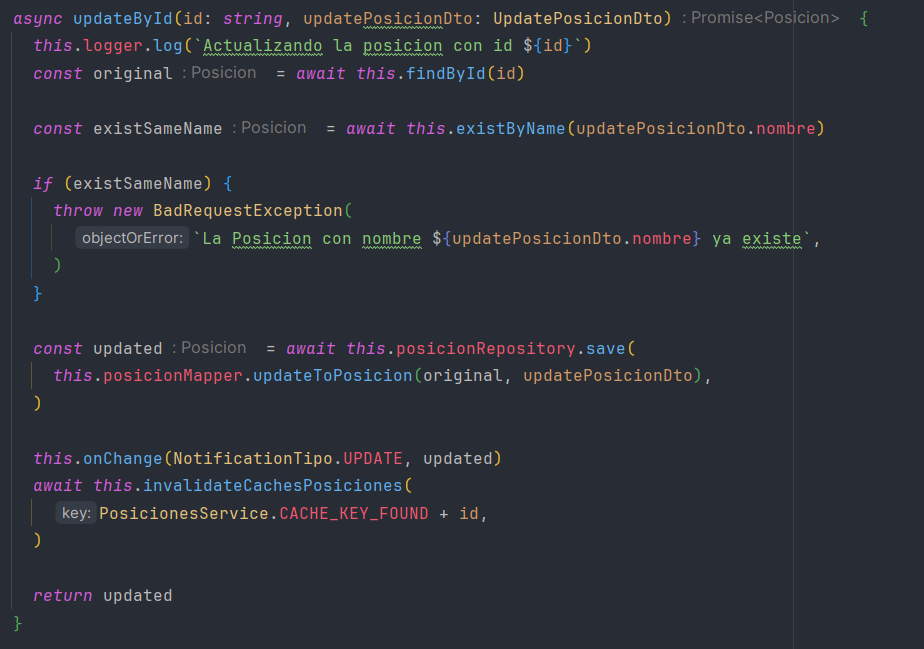 async updateById(id: string, updatePosicionDto: UpdatePosicionDto) : Promise<Posicion> {
this.logger.log(`Actualizando la posicion con id ${id}`)
const original : Posicion = await this.findById(id)
const existSameName : Posicion = await this.existByName(updatePosicionDto.nombre)
if (existSameName) {
throw new BadRequestException(
objectOrError: `La Posicion con nombre ${updatePosicionDto.nombre} ya existe`,
)
}
const updated : Posicion = await this.posicionRepository.save(
this.posicionMapper.updateToPosicion(original, updatePosicionDto),
)
this.onChange(NotificationTipo.UPDATE, updated)
await this.invalidateCachesPosiciones(
key: PosicionesService.CACHE_KEY_FOUND + id,
)
return updated
}